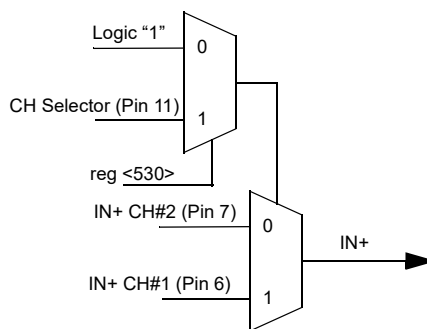 Logic “1”
0
CH Selector (Pin 11)
1
reg <530>
IN+ CH#2 (Pin 7)
0
IN+
IN+ CH#1 (Pin 6)
1